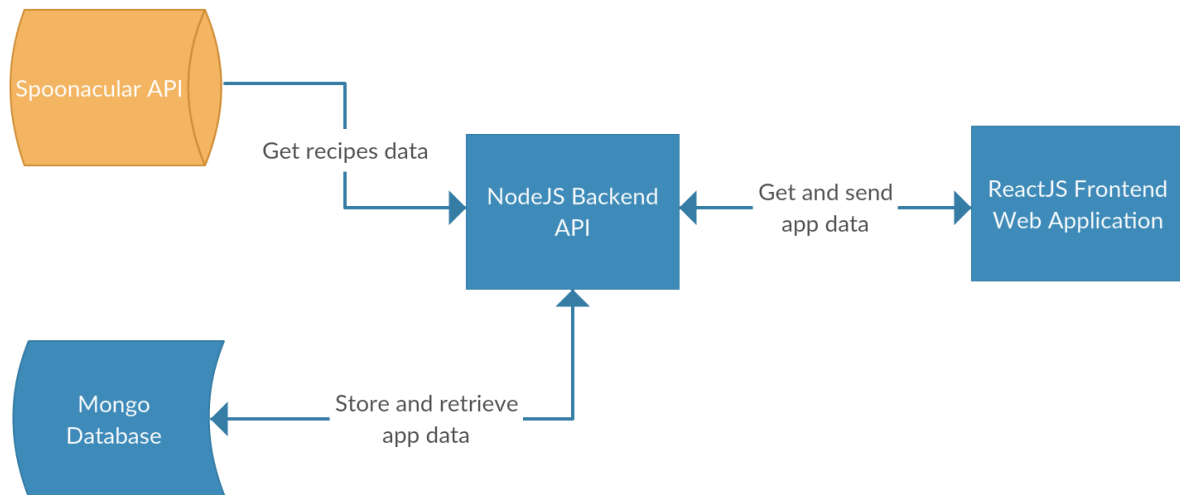 Spoonacular API
Get recipes data
NodeJS Backend
API
Get and send
app data
ReactJS Frontend
Web Application
Mongo
Database
Store and retrieve
app data